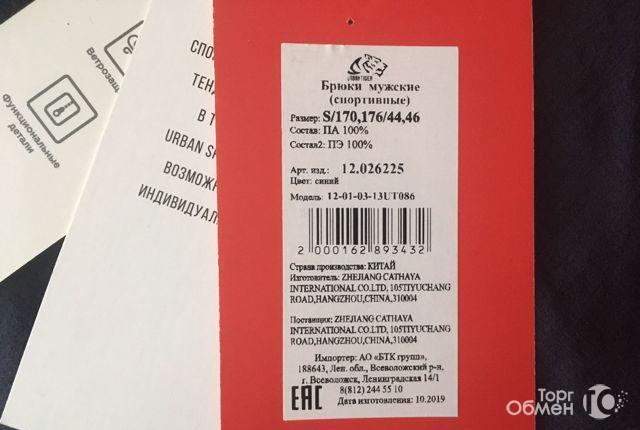 Ветрозащ
Функциональные
детали
СПО
ТЕНД
В Т
URBAN SP
ВОЗМОЖН
ИНДИВИДУАЛ
URBAN TIGER
Брюки мужские
(спортивные)
Размер: S/170,176/44,46
Состав: ПА 100%
Состав2: ПЭ 100%
Арт. изд.: 12.026225
Цвет: синий
Модель: 12-01-03-13UT086
2 000162 893432
Страна производства: КИТАЙ
Изготовитель: ZHEJIANG CATHAYA
INTERNATIONAL CO.LTD, 105TIYUCHANG
ROAD,HANGZHOU,CHINA,310004
Поставщик: ZHEJIANG CATHAYA
INTERNATIONAL CO.LTD, 105TIYUCHANG
ROAD,HANGZHOU,CHINA,310004
Импортер: АО «БТК групп»,
188643, Лен. обл., Всеволожский р-н,
г. Всеволожск, Ленинградская 14/1
8(812) 244 55 10
EAC Дата изготовления: 10.2019
Торг
Обмен